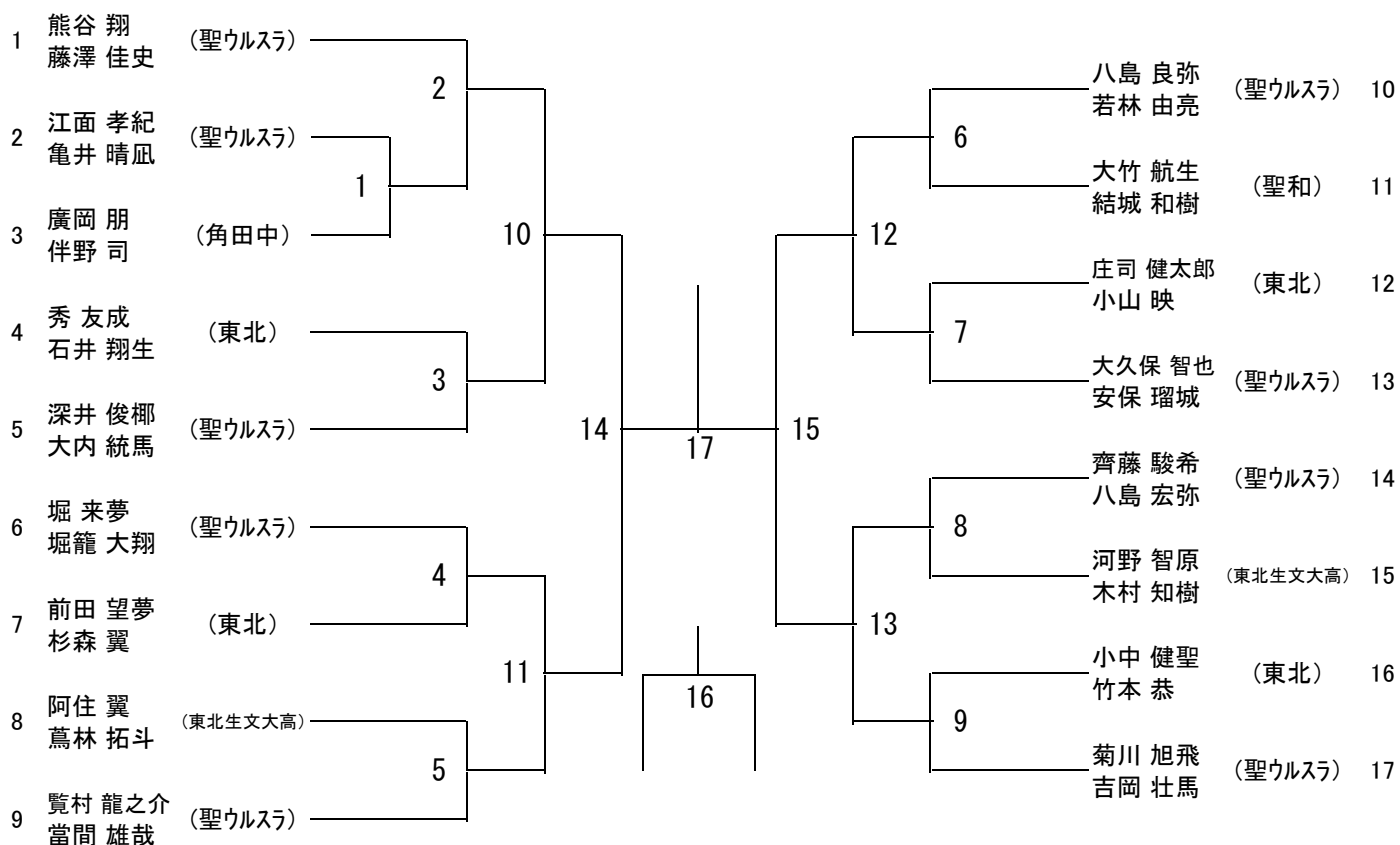 1 熊谷 翔 (聖ウルスラ)
藤澤 佳史
2
2 江面 孝紀 (聖ウルスラ)
亀井 晴凪
1
3 廣岡 朋 (角田中)
伴野 司
10
4 秀 友成 (東北)
石井 翔生
3
5 深井 俊椰 (聖ウルスラ)
大内 統馬
14
6 堀 来夢 (聖ウルスラ)
堀籠 大翔
4
7 前田 望夢 (東北)
杉森 翼
11
8 阿住 翼 (東北生文大高)
蔦林 拓斗
5
9 覧村 龍之介 (聖ウルスラ)
當間 雄哉
17
16
八島 良弥 (聖ウルスラ) 10
若林 由亮
6
大竹 航生 (聖和) 11
結城 和樹
12
庄司 健太郎 (東北) 12
小山 映
7
大久保 智也 (聖ウルスラ) 13
安保 瑠城
15
齊藤 駿希 (聖ウルスラ) 14
八島 宏弥
8
河野 智原 (東北生文大高) 15
木村 知樹
13
小中 健聖 (東北) 16
竹本 恭
9
菊川 旭飛 (聖ウルスラ) 17
吉岡 壮馬